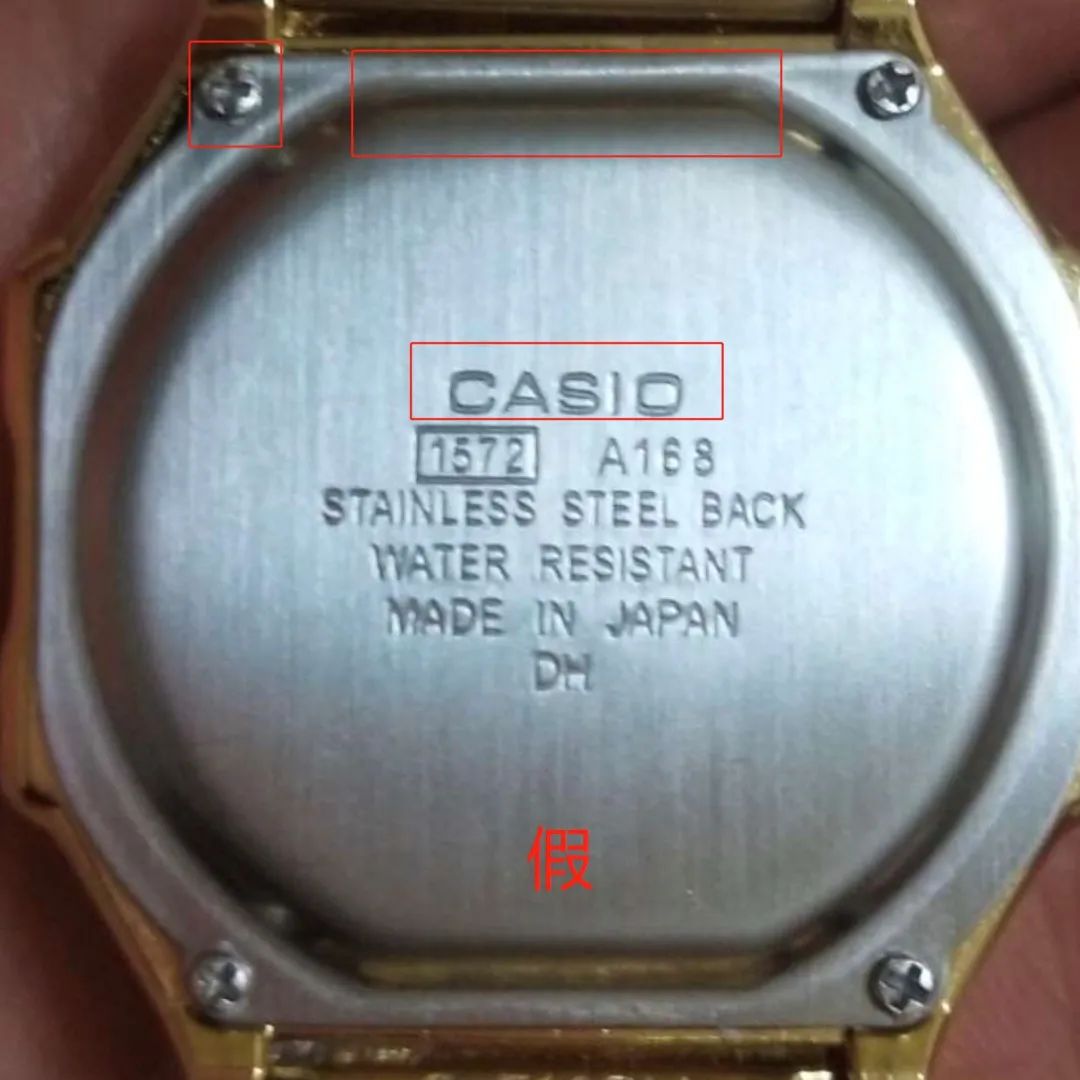 CASIO
1572 A168
STAINLESS STEEL BACK
WATER RESISTANT
MADE IN JAPAN
DH
假